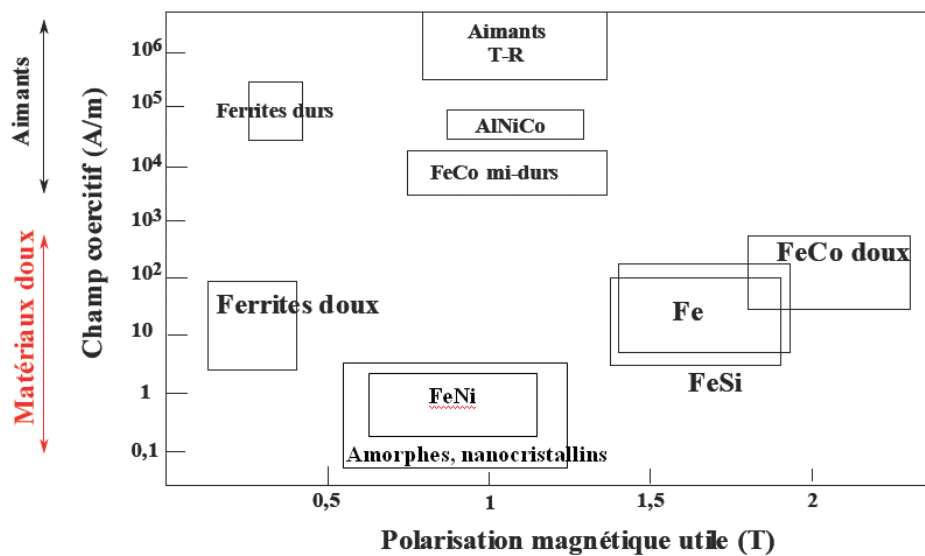 Aimants
Matériaux doux
Champ coercitif (A/m)
10⁶
10⁵
10⁴
10³
10²
10
1
0,1
Aimants
T-R
Ferrites durs
AlNiCo
FeCo mi-durs
FeCo doux
Ferrites doux
Fe
FeSi
FeNi
Amorphes, nanocristallins
0,5
1
1,5
2
Polarisation magnétique utile (T)